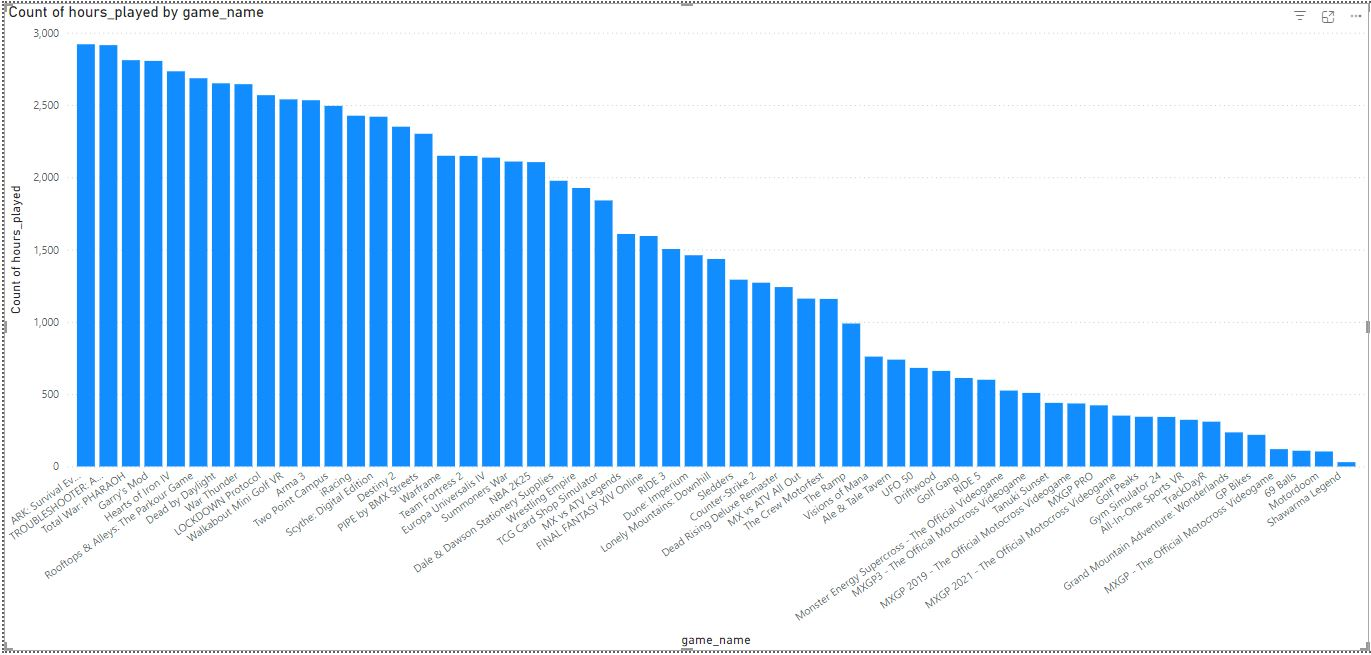 Count of hours_played by game_name
Count of hours_played
3,000
2,500
2,000
1,500
1,000
500
0
ARK: Survival Ev...
TROUBLESHOOTER: A...
Total War: PHARAOH
Garry's Mod
Hearts of Iron IV
Rooftops & Alleys: The Parkour Game
Dead by Daylight
War Thunder
LOCKDOWN Protocol
Walkabout Mini Golf VR
Arma 3
Two Point Campus
iRacing
Scythe: Digital Edition
Destiny 2
PIPE by BMX Streets
Warframe
Team Fortress 2
Europa Universalis IV
Summoners War
NBA 2K25
Dale & Dawson Stationery Supplies
Wrestling Empire
TCG Card Shop Simulator
MX vs ATV Legends
FINAL FANTASY XIV Online
RIDE 3
Dune: Imperium
Lonely Mountains: Downhill
Sledders
Counter-Strike 2
Dead Rising Deluxe Remaster
MX vs ATV All Out
The Crew Motorfest
The Ramp
Visions of Mana
Ale & Tale Tavern
UFO 50
Driftwood
Golf Gang
RIDE 5
Monster Energy Supercross - The Official Videogame
MXGP3 - The Official Motocross Videogame
Tanuki Sunset
MXGP 2019 - The Official Motocross Videogame
MXGP PRO
MXGP 2021 - The Official Motocross Videogame
Golf Peaks
Gym Simulator 24
All-In-One Sports VR
TrackDayR
Grand Mountain Adventure: Wonderlands
GP Bikes
MXGP - The Official Motocross Videogame
69 Balls
Motordoom
Shawarma Legend
game_name